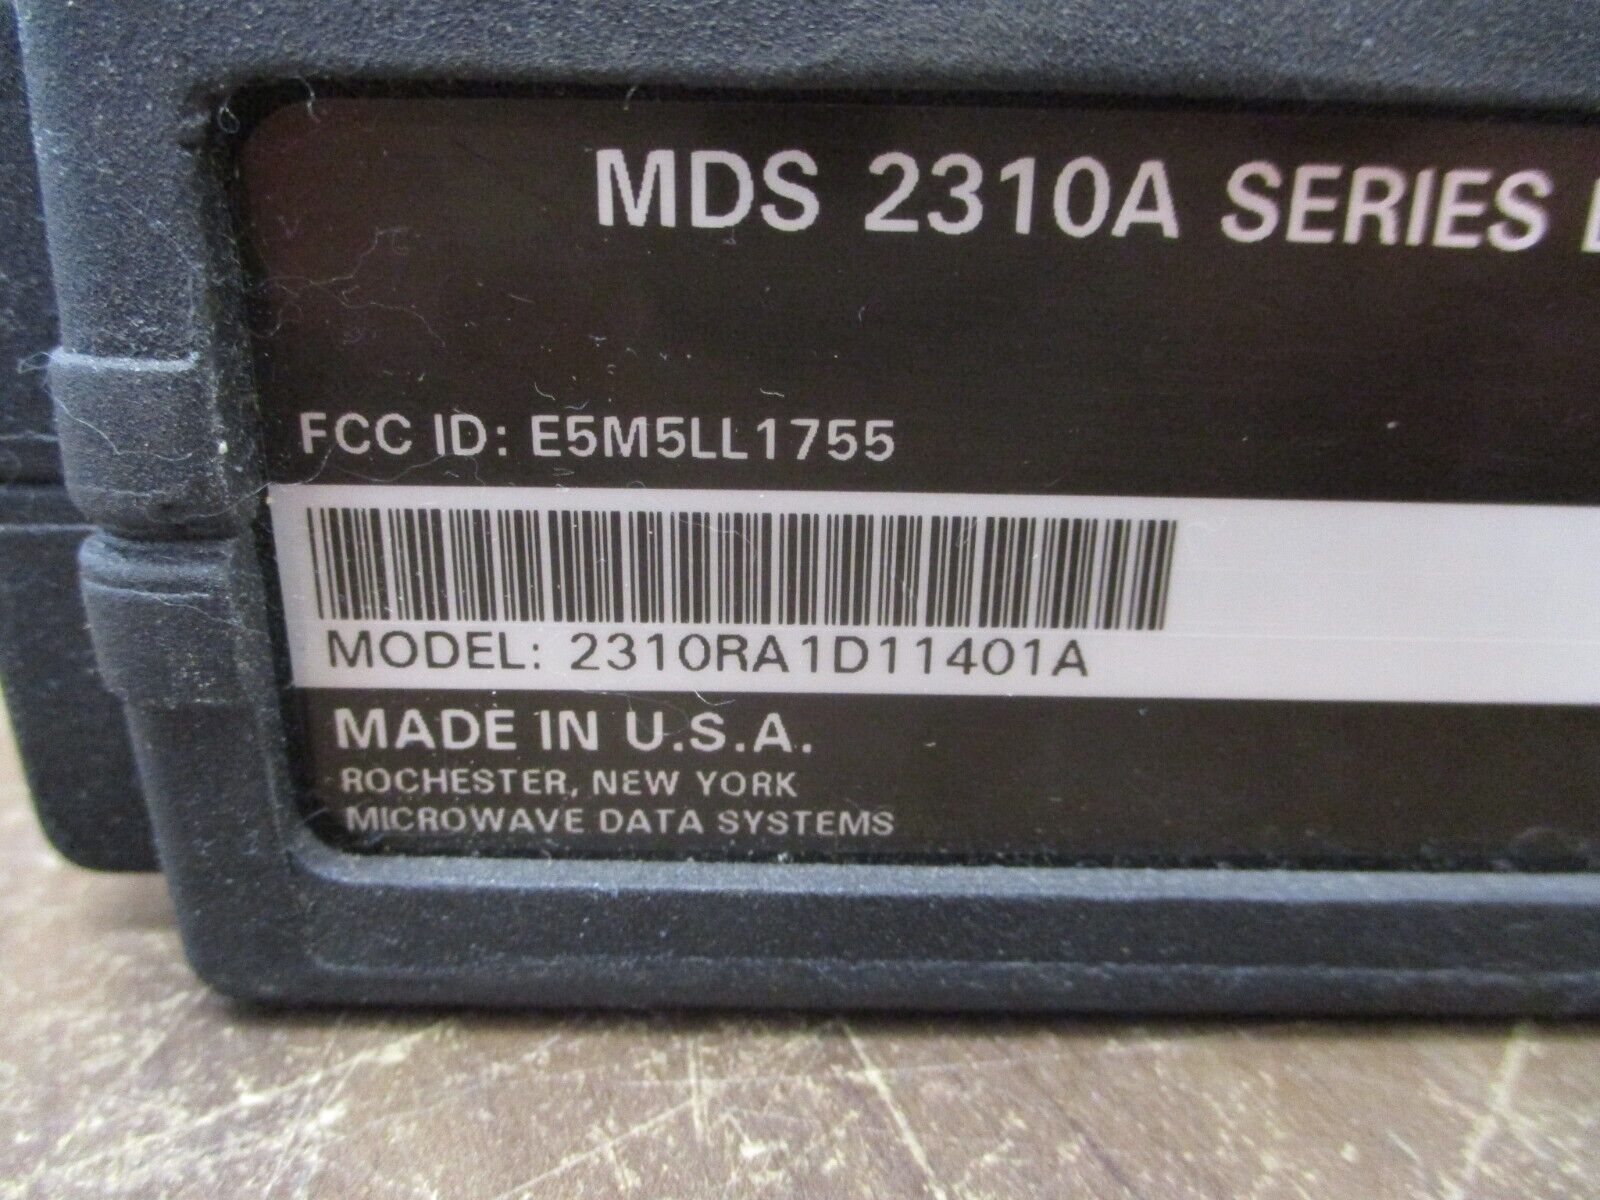 MDS 2310A SERIES
FCC ID: E5M5LL1755
MODEL: 2310RA1D11401A
MADE IN U.S.A.
ROCHESTER, NEW YORK
MICROWAVE DATA SYSTEMS